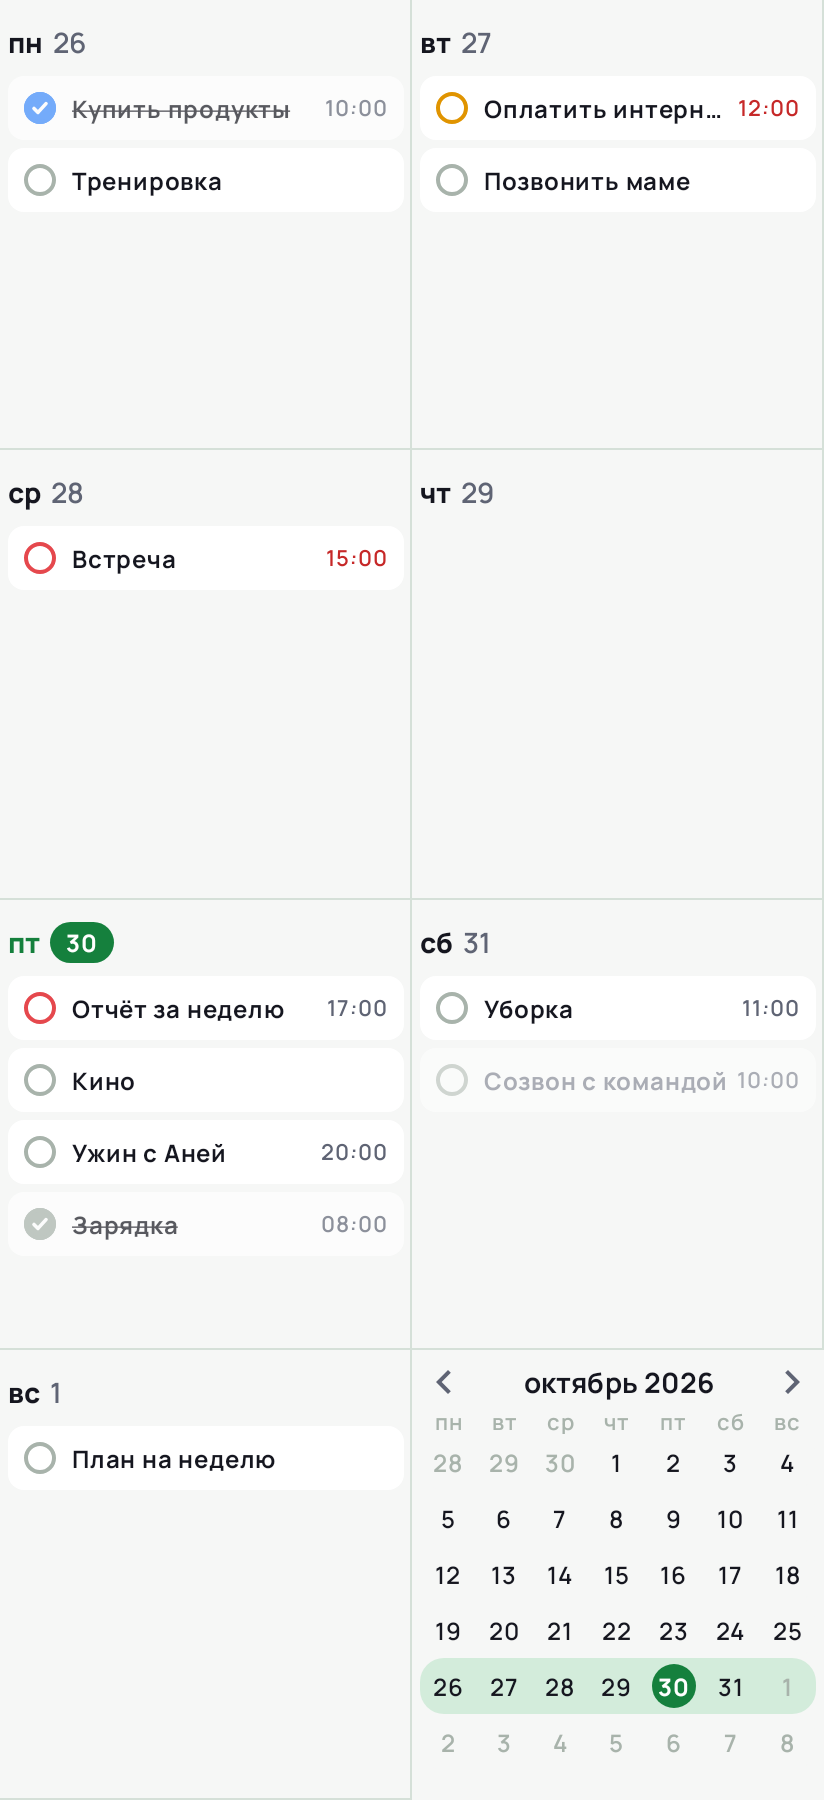 пн 26
Купить продукты 10:00
Тренировка
вт 27
Оплатить интерн... 12:00
Позвонить маме
ср 28
Встреча 15:00
чт 29
пт 30
Отчёт за неделю 17:00
Кино
Ужин с Аней 20:00
Зарядка 08:00
сб 31
Уборка 11:00
Созвон с командой 10:00
вс 1
План на неделю
октябрь 2026
пн вт ср чт пт сб вс
28 29 30 1 2 3 4
5 6 7 8 9 10 11
12 13 14 15 16 17 18
19 20 21 22 23 24 25
26 27 28 29 30 31 1
2 3 4 5 6 7 8